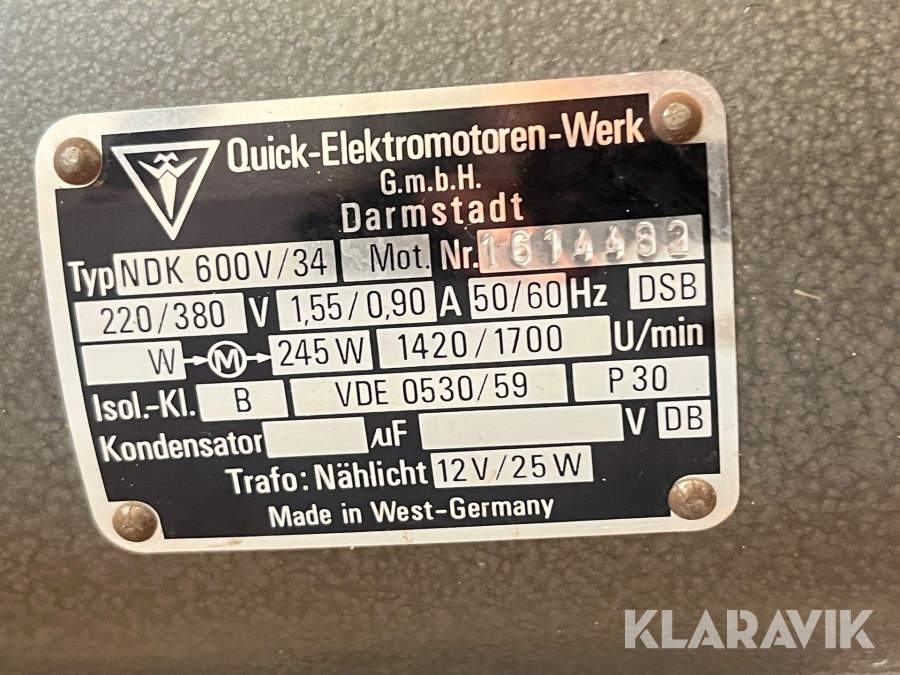 Quick-Elektromotoren-Werk
G.m.b.H.
Darmstadt
Typ NDK 600V/34 Mot. Nr. 1614482
220/380 V 1,55/0,90 A 50/60 Hz DSB
W M 245 W 1420/1700 U/min
Isol.-Kl. B VDE 0530/59 P 30
Kondensator µF V DB
Trafo: Nählicht 12V/25W
Made in West-Germany
KLARAVIK